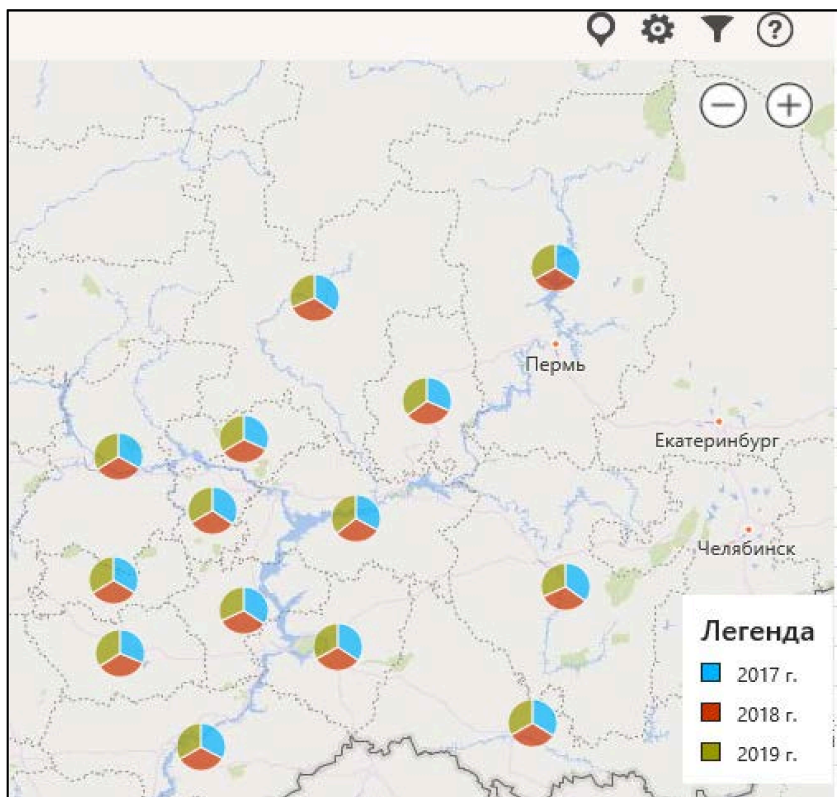 ?
Пермь
Екатеринбург
Челябинск
Легенда
2017 г.
2018 г.
2019 г.